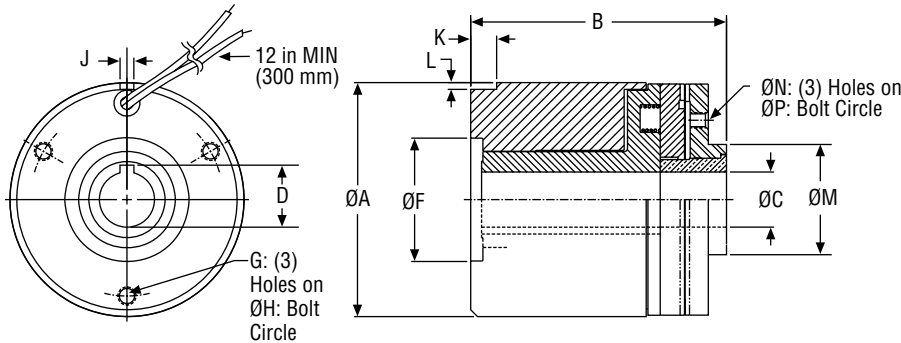 J
12 in MIN
(300 mm)
D
G: (3)
Holes on
ØH: Bolt
Circle
B
K
L
ØN: (3) Holes on
ØP: Bolt Circle
ØA
ØF
ØC
ØM